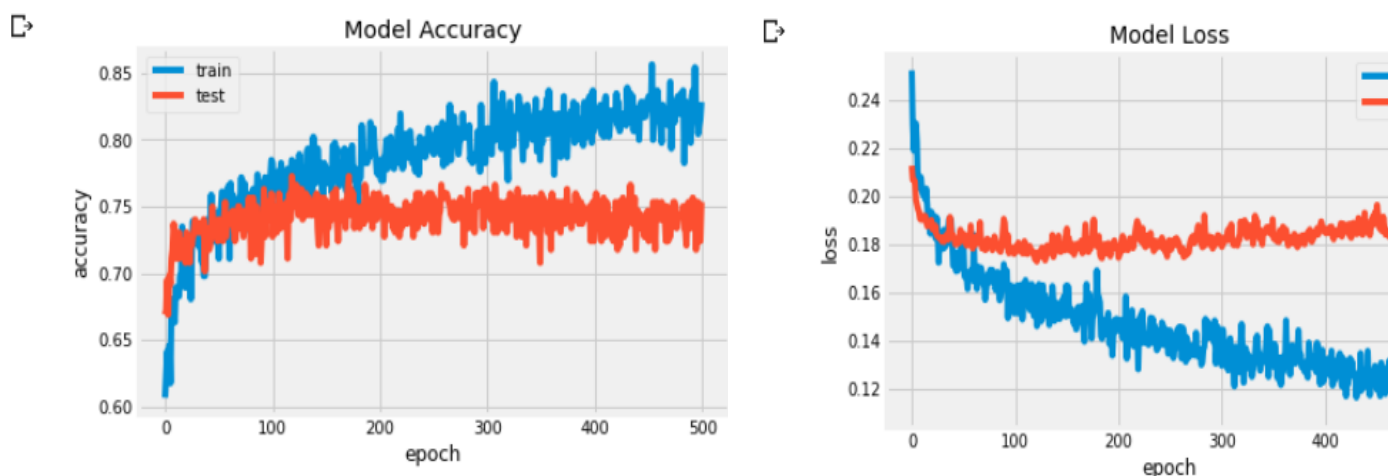 Model Accuracy
train
test
0.85
0.80
0.75
0.70
0.65
0.60
accuracy
0 100 200 300 400 500
epoch
Model Loss
0.24
0.22
0.20
0.18
0.16
0.14
0.12
loss
0 100 200 300 400
epoch